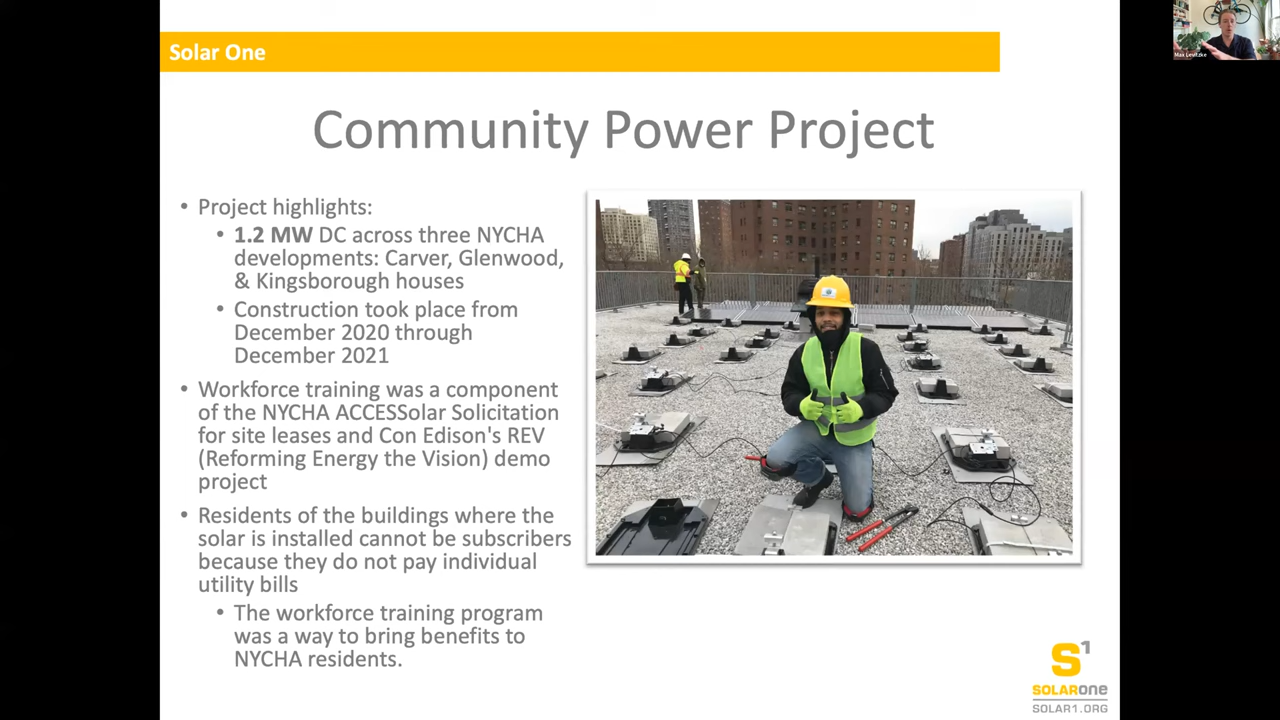 Solar One
Max Levitzke
Community Power Project
• Project highlights:
• 1.2 MW DC across three NYCHA
developments: Carver, Glenwood,
& Kingsborough houses
• Construction took place from
December 2020 through
December 2021
• Workforce training was a component
of the NYCHA ACCESSolar Solicitation
for site leases and Con Edison's REV
(Reforming Energy the Vision) demo
project
• Residents of the buildings where the
solar is installed cannot be subscribers
because they do not pay individual
utility bills
• The workforce training program
was a way to bring benefits to
NYCHA residents.
S1
SOLARONE
SOLAR1.ORG